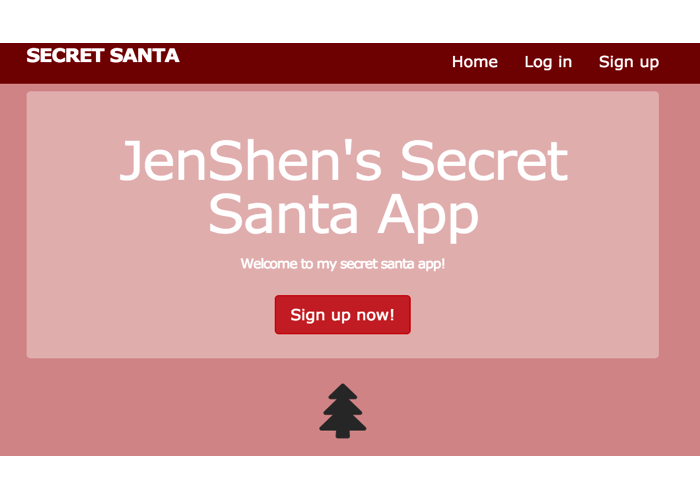 SECRET SANTA
Home Log in Sign up
JenShen's Secret
Santa App
Welcome to my secret santa app!
Sign up now!